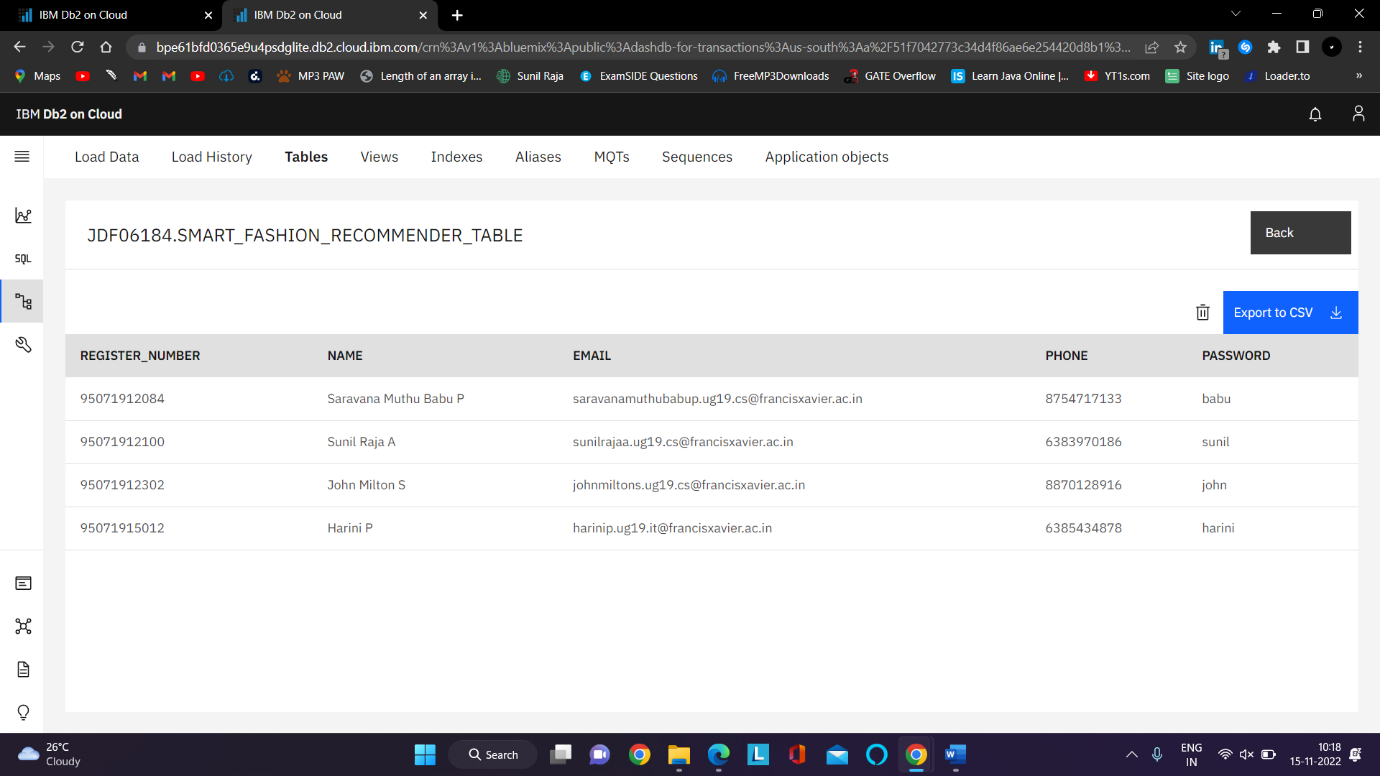 IBM Db2 on Cloud
IBM Db2 on Cloud
bpe61bfd0365e9u4psdglite.db2.cloud.ibm.com/crn%3Av1%3Abluemix%3Apublic%3Adashdb-for-transactions%3Aus-south%3Aa%2F51f7042773c34d4f86ae6e254420d8b1%3...
Maps
MP3 PAW
Length of an array i...
Sunil Raja
ExamSIDE Questions
FreeMP3Downloads
GATE Overflow
IS Learn Java Online |...
YT1s.com
Site logo
Loader.to
»
IBM Db2 on Cloud
Load Data Load History Tables Views Indexes Aliases MQTs Sequences Application objects
SQL
JDF06184.SMART_FASHION_RECOMMENDER_TABLE
Back
Export to CSV
REGISTER_NUMBER NAME EMAIL PHONE PASSWORD
95071912084 Saravana Muthu Babu P saravanamuthubabup.ug19.cs@francisxavier.ac.in 8754717133 babu
95071912100 Sunil Raja A sunilrajaa.ug19.cs@francisxavier.ac.in 6383970186 sunil
95071912302 John Milton S johnmiltons.ug19.cs@francisxavier.ac.in 8870128916 john
95071915012 Harini P harinip.ug19.it@francisxavier.ac.in 6385434878 harini
26°C
Cloudy
Search
ENG
IN
10:18
15-11-2022